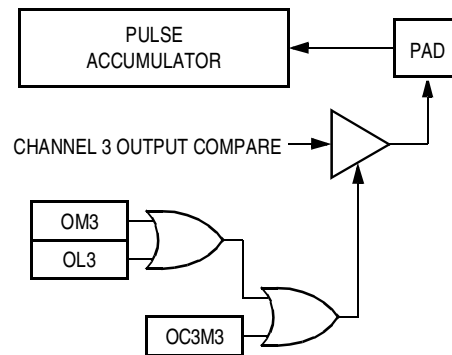 PULSE
ACCUMULATOR
PAD
CHANNEL 3 OUTPUT COMPARE
OM3
OL3
OC3M3